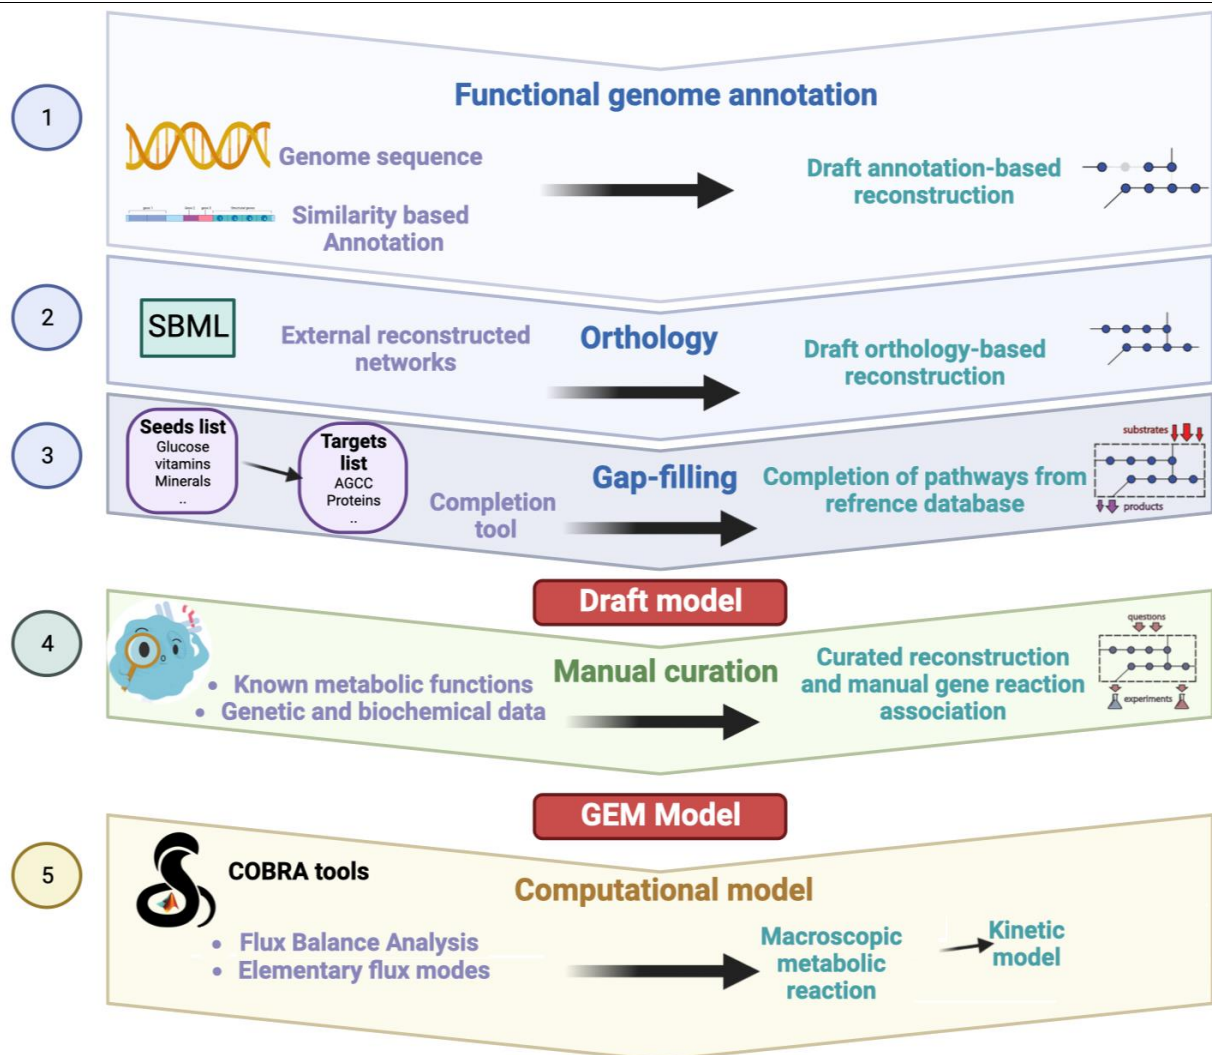 1
Functional genome annotation
Genome sequence
Similarity based
Annotation
Draft annotation-based
reconstruction
2
SBML
External reconstructed
networks
Orthology
Draft orthology-based
reconstruction
3
Seeds list
Glucose
vitamins
Minerals
..
Targets
list
AGCC
Proteins
..
Completion
tool
Gap-filling
Completion of pathways from
refrence database
substrates
products
Draft model
4
Known metabolic functions
Genetic and biochemical data
Manual curation
Curated reconstruction
and manual gene reaction
association
questions
experiments
GEM Model
5
COBRA tools
Computational model
Flux Balance Analysis
Elementary flux modes
Macroscopic
metabolic
reaction
Kinetic
model